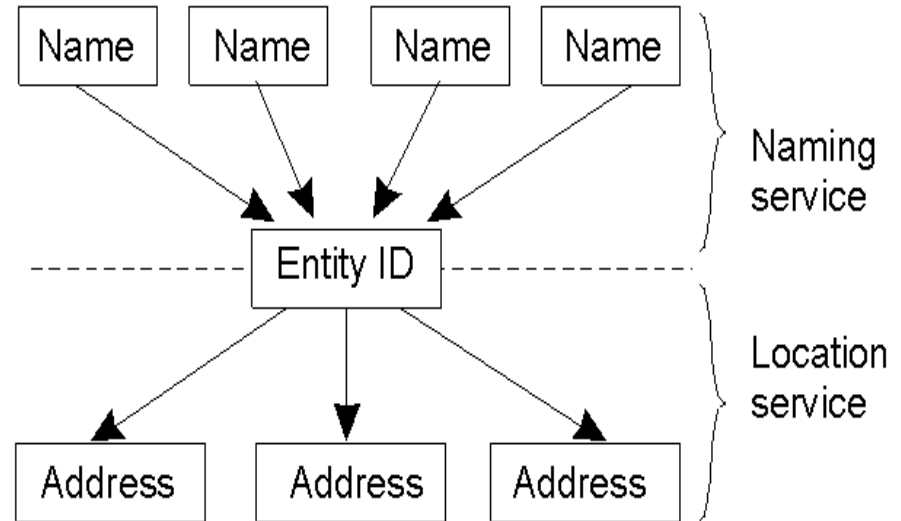 Name
Name
Name
Name
Naming
service
Entity ID
Location
service
Address
Address
Address